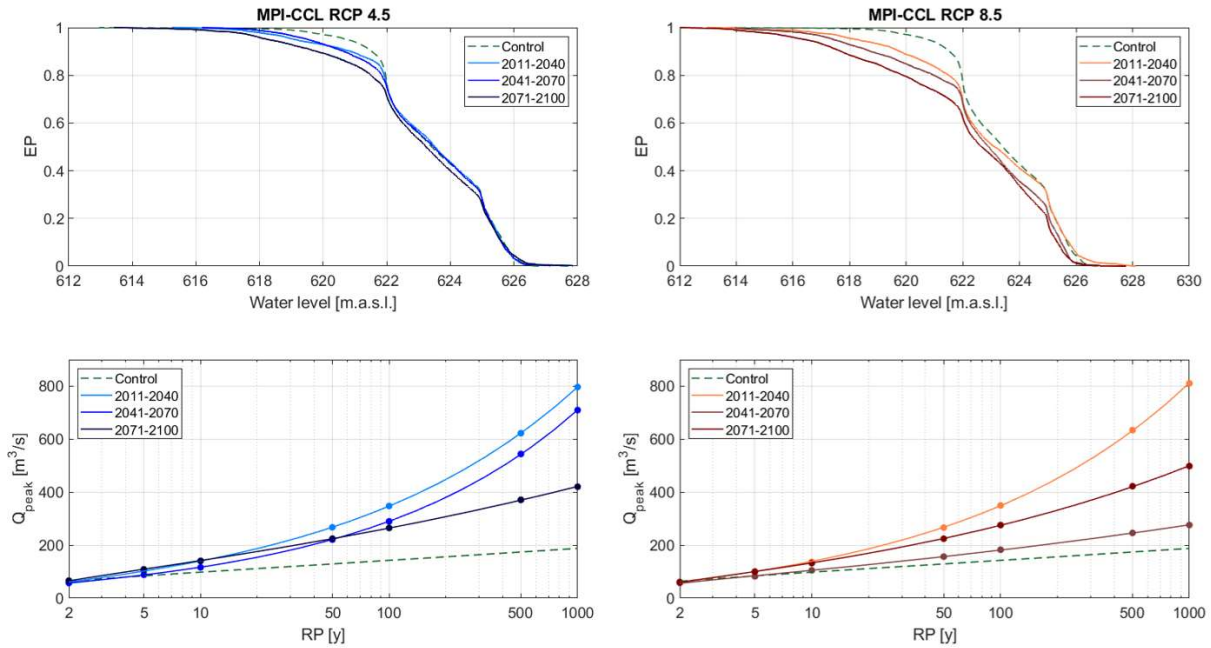 MPI-CCL RCP 4.5
1
0.8
0.6
0.4
0.2
0
EP
Control
2011-2040
2041-2070
2071-2100
612 614 616 618 620 622 624 626 628
Water level [m.a.s.l.]
MPI-CCL RCP 8.5
1
0.8
0.6
0.4
0.2
0
EP
Control
2011-2040
2041-2070
2071-2100
612 614 616 618 620 622 624 626 628 630
Water level [m.a.s.l.]
800
600
400
200
0
Qpeak [m³/s]
Control
2011-2040
2041-2070
2071-2100
2 5 10 50 100 500 1000
RP [y]
800
600
400
200
0
Qpeak [m³/s]
Control
2011-2040
2041-2070
2071-2100
2 5 10 50 100 500 1000
RP [y]